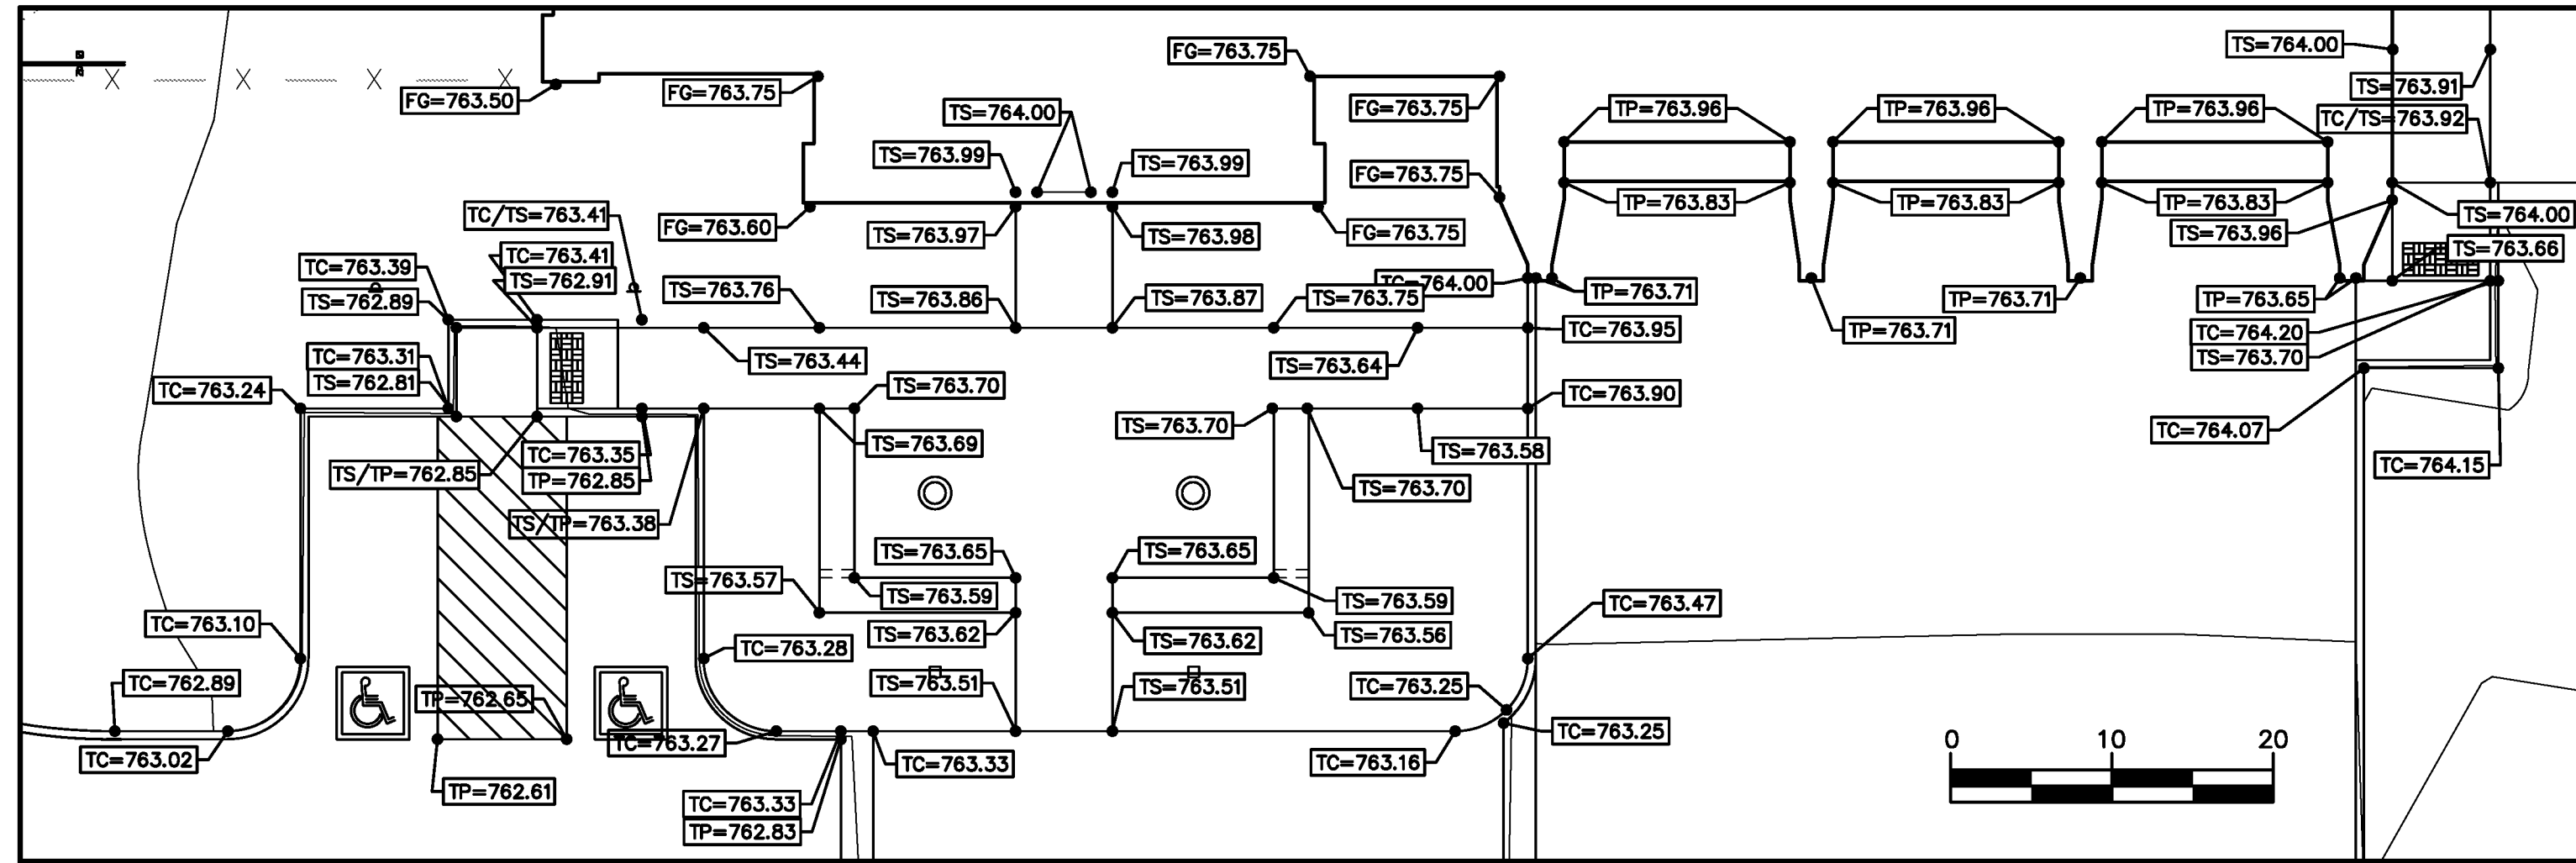 TS=764.00
FG=763.75
TS=763.91
FG=763.50
FG=763.75
FG=763.75
TP=763.96
TP=763.96
TP=763.96
TS=764.00
TC/TS=763.92
TS=763.99
TS=763.99
FG=763.75
TP=763.83
TP=763.83
TP=763.83
TC/TS=763.41
FG=763.60
TS=763.97
TS=763.98
FG=763.75
TS=763.96
TS=764.00
TC=763.41
TS=763.66
TC=763.39
TS=762.91
TC=764.00
TS=762.89
TS=763.76
TS=763.86
TS=763.87
TS=763.75
TP=763.71
TP=763.71
TP=763.65
TC=763.95
TP=763.71
TC=764.20
TC=763.31
TS=763.44
TS=763.64
TS=763.70
TS=762.81
TC=763.24
TS=763.70
TC=763.90
TS=763.70
TC=764.07
TS=763.69
TS=763.58
TC=763.35
TC=764.15
TS/TP=762.85
TP=762.85
TS=763.70
TS/TP=763.38
TS=763.65
TS=763.65
TS=763.57
TS=763.59
TS=763.59
TC=763.47
TC=763.10
TS=763.62
TS=763.62
TS=763.56
TC=763.28
TC=762.89
TS=763.51
TS=763.51
TC=763.25
TP=762.65
TC=763.25
TC=763.27
TC=763.02
TC=763.33
TC=763.16
0 10 20
TP=762.61
TC=763.33
TP=762.83